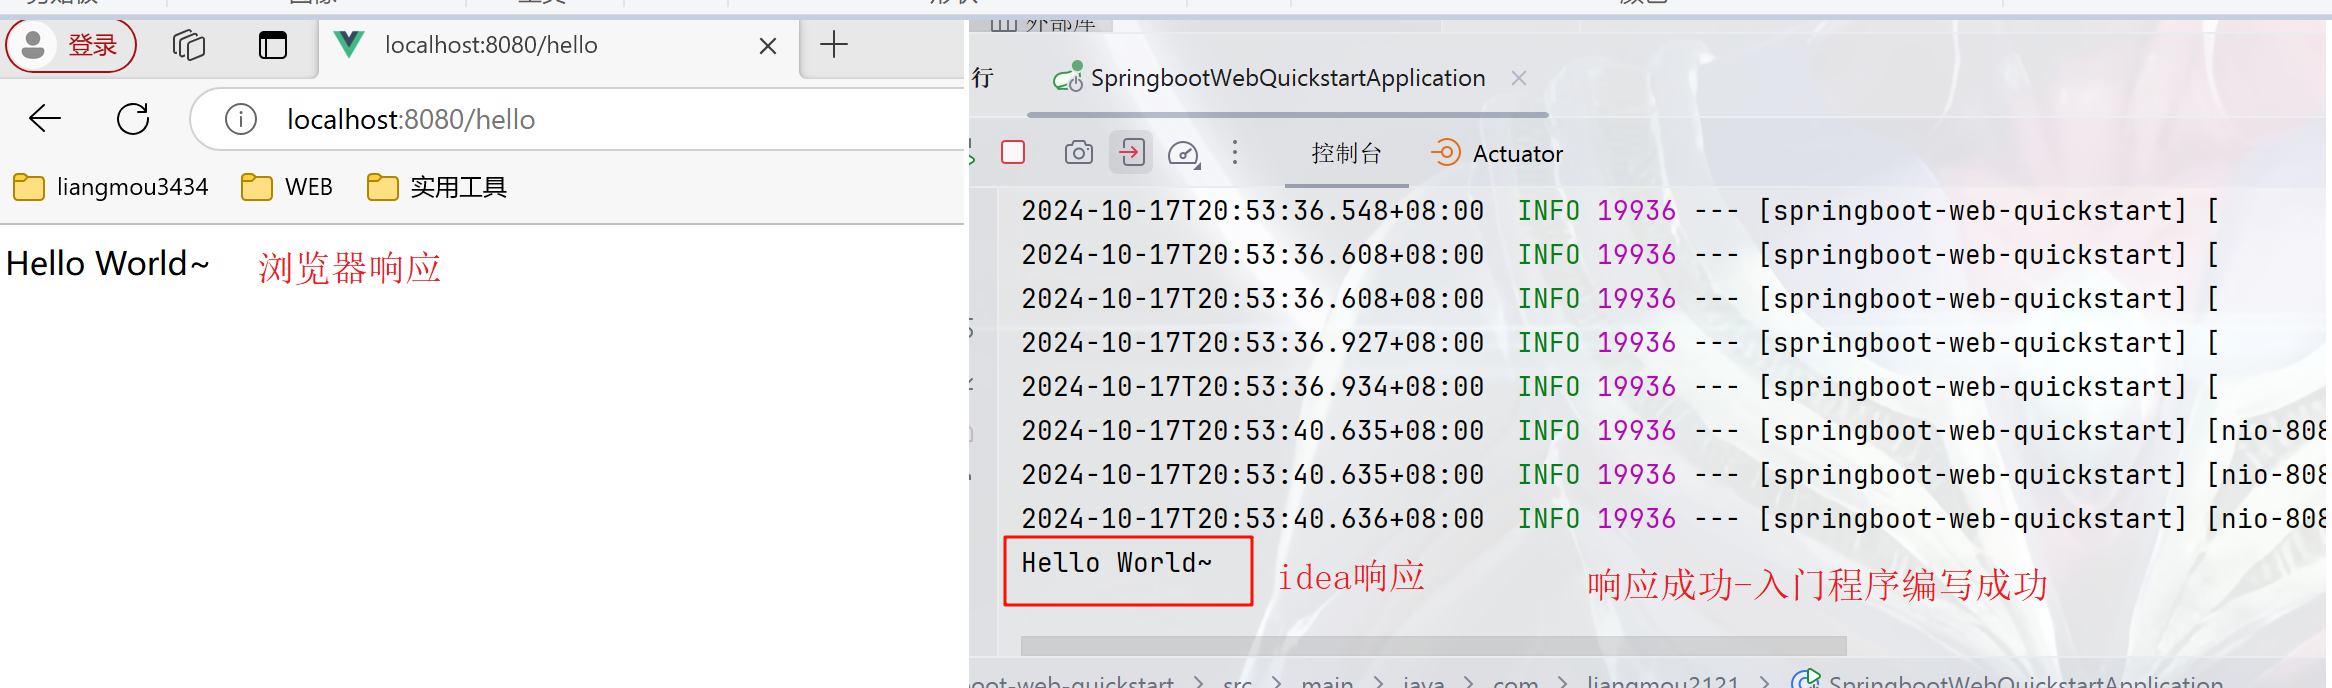 登录
localhost:8080/hello
localhost:8080/hello
liangmou3434 WEB 实用工具
Hello World~ 浏览器响应
外部库
行 SpringbootWebQuickstartApplication
控制台 Actuator
2024-10-17T20:53:36.548+08:00 INFO 19936 --- [springboot-web-quickstart] [
2024-10-17T20:53:36.608+08:00 INFO 19936 --- [springboot-web-quickstart] [
2024-10-17T20:53:36.608+08:00 INFO 19936 --- [springboot-web-quickstart] [
2024-10-17T20:53:36.927+08:00 INFO 19936 --- [springboot-web-quickstart] [
2024-10-17T20:53:36.934+08:00 INFO 19936 --- [springboot-web-quickstart] [
2024-10-17T20:53:40.635+08:00 INFO 19936 --- [springboot-web-quickstart] [nio-808
2024-10-17T20:53:40.635+08:00 INFO 19936 --- [springboot-web-quickstart] [nio-808
2024-10-17T20:53:40.636+08:00 INFO 19936 --- [springboot-web-quickstart] [nio-808
Hello World~ idea响应 响应成功-入门程序编写成功
oot-web-quickstart > src > main > java > com > liangmou2121 > SpringbootWebQuickstartApplication